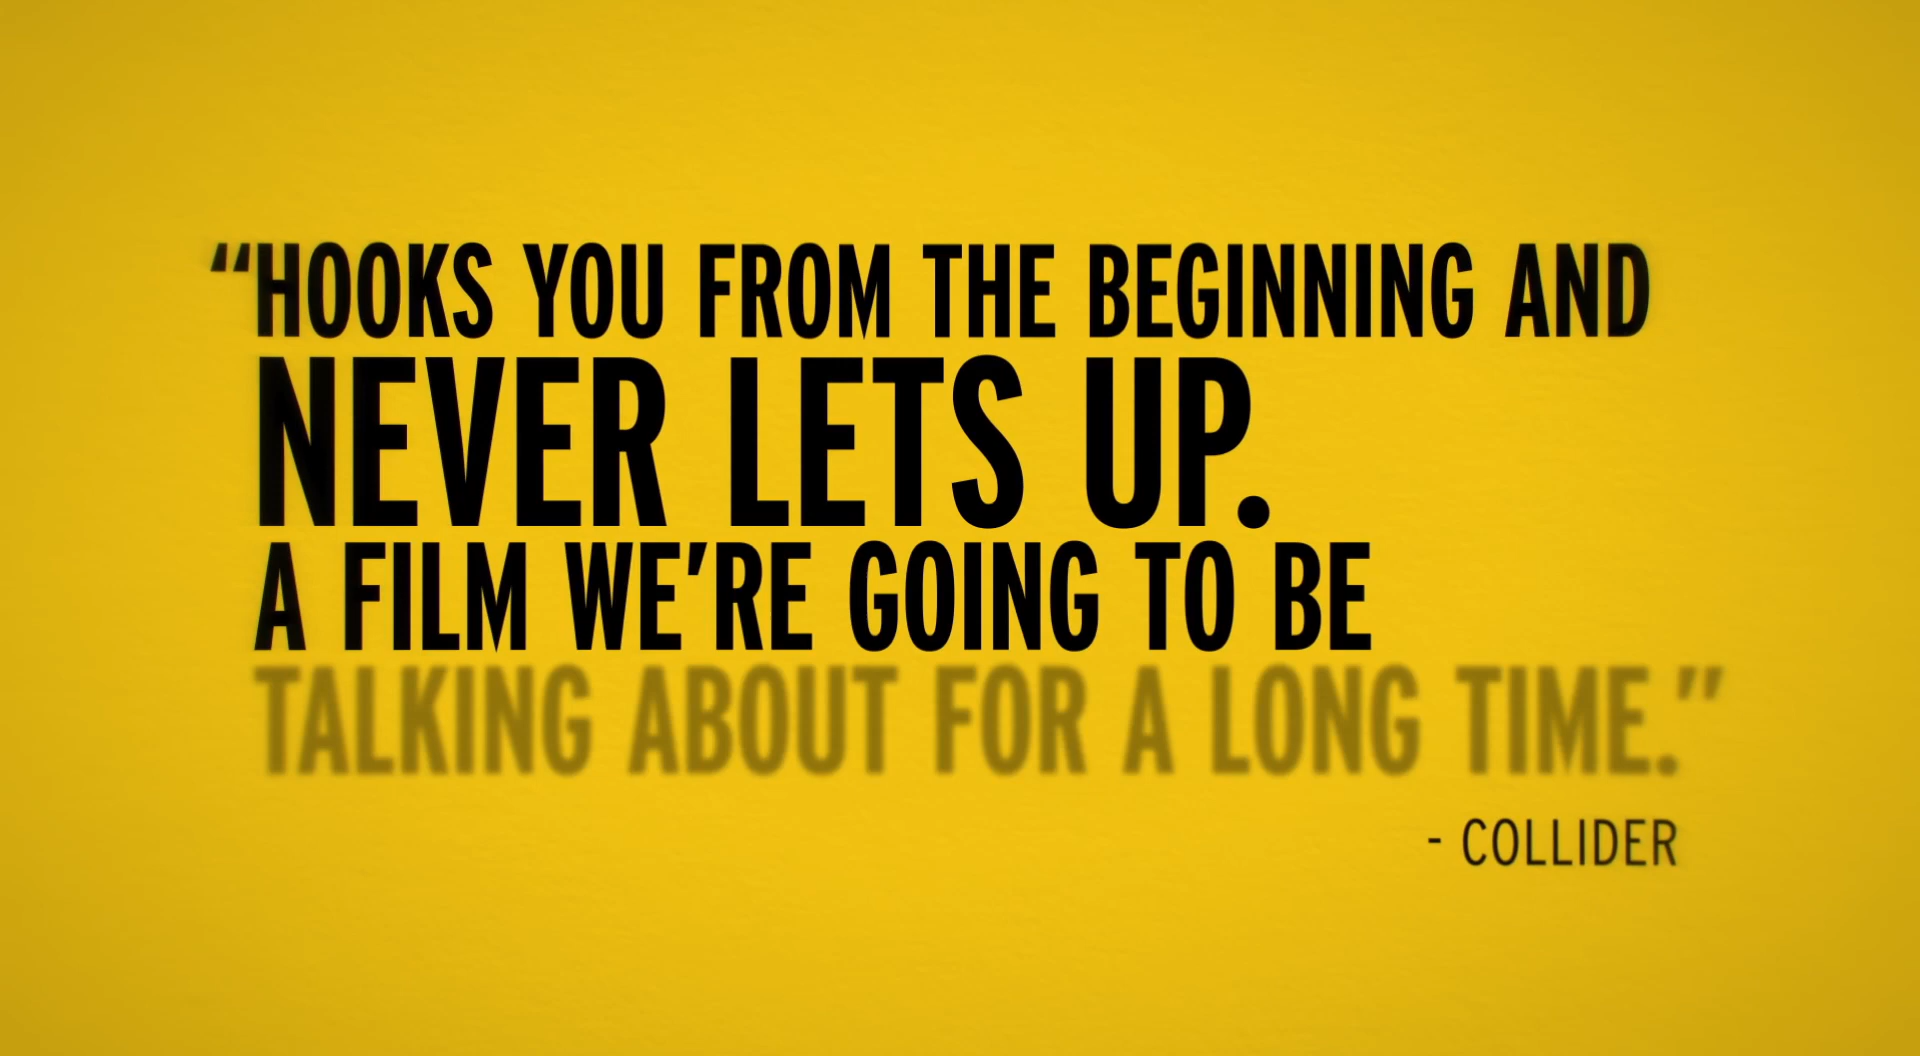 “HOOKS YOU FROM THE BEGINNING AND
NEVER LETS UP.
A FILM WE’RE GOING TO BE
TALKING ABOUT FOR A LONG TIME.”
- COLLIDER